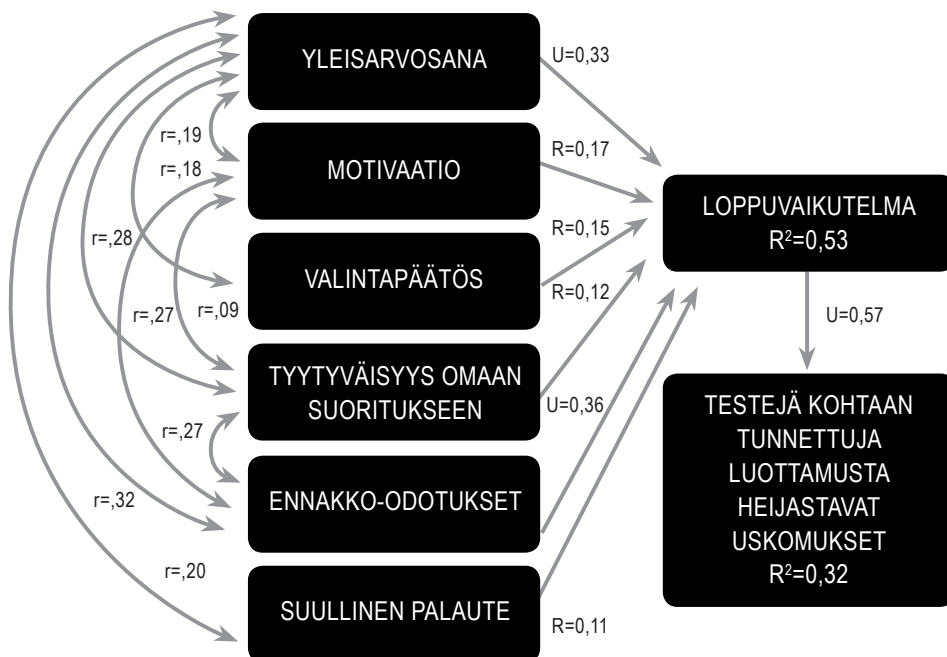 YLEISARVOSANA
U=0,33
r=,19
MOTIVAATIO
R=0,17
r=,18
LOPPUVAIKUTELMA
R²=0,53
R=0,15
r=,28
VALINTAPÄÄTÖS
R=0,12
r=,27
r=,09
U=0,57
TYYTYVÄISYYS OMAAN
SUORITUKSEEN
U=0,36
r=,27
TESTEJÄ KOHTAAN
TUNNETTUJA
LUOTTAMUSTA
HEIJASTAVAT
USKOMUKSET
R²=0,32
ENNAKKO-ODOTUKSET
r=,32
r=,20
SUULLINEN PALAUTE
R=0,11